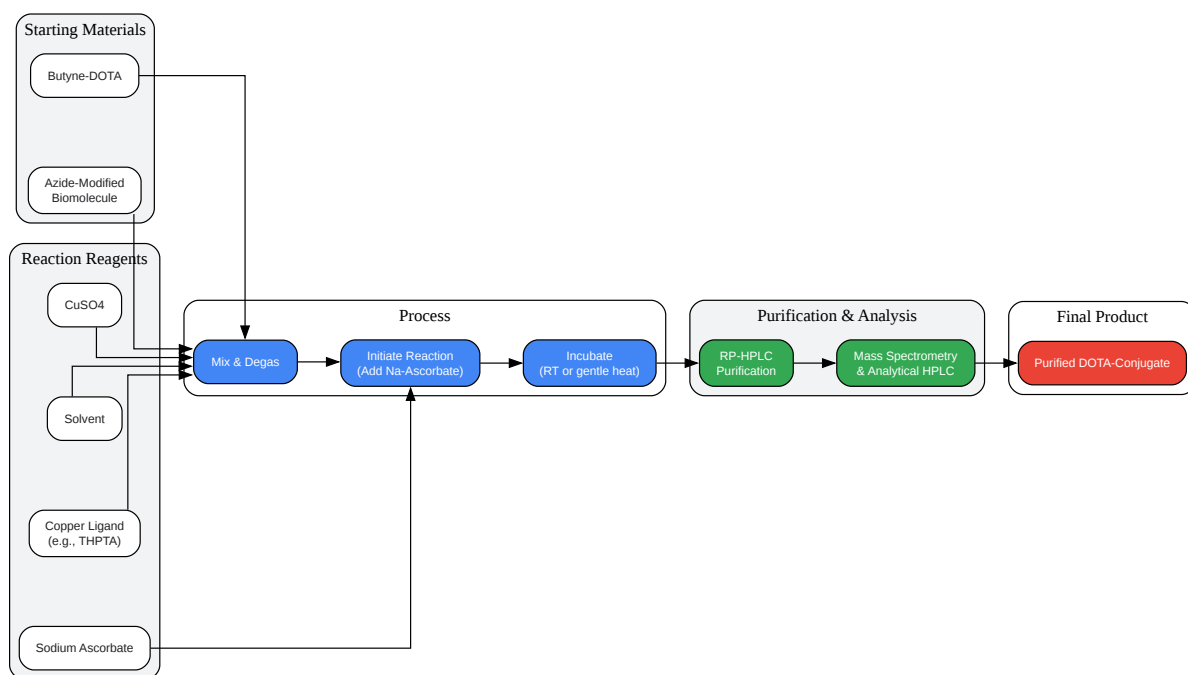 Starting Materials
Butyne-DOTA
Azide-Modified
Biomolecule
Reaction Reagents
CuSO4
Solvent
Copper Ligand
(e.g., THPTA)
Sodium Ascorbate
Process
Mix & Degas
Initiate Reaction
(Add Na-Ascorbate)
Incubate
(RT or gentle heat)
Purification & Analysis
RP-HPLC
Purification
Mass Spectrometry
& Analytical HPLC
Final Product
Purified DOTA-Conjugate